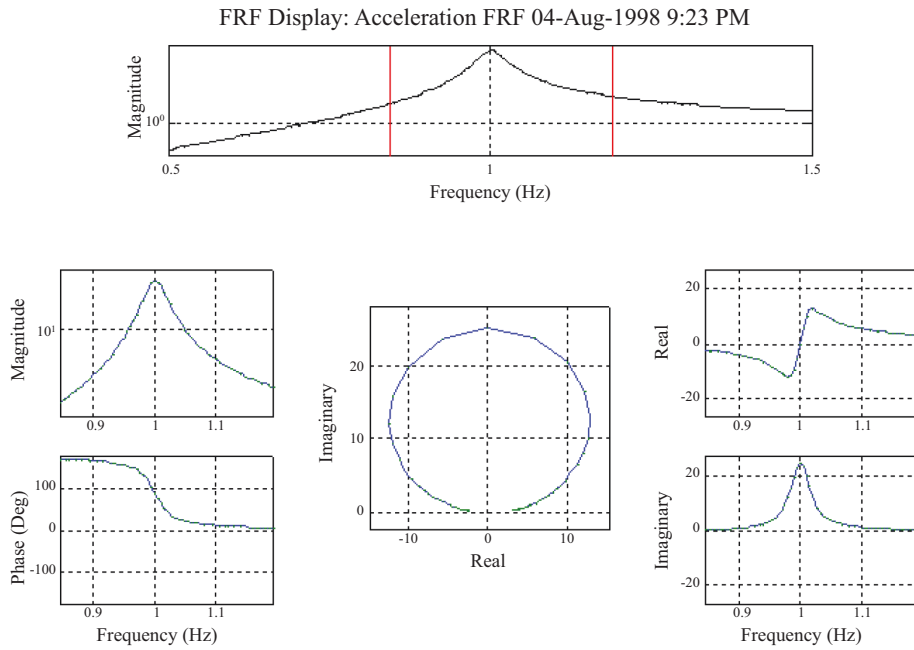 FRF Display: Acceleration FRF 04-Aug-1998 9:23 PM
Magnitude
10⁰
0.5
1
1.5
Frequency (Hz)
Magnitude
10¹
0.9
1
1.1
Phase (Deg)
100
0
-100
0.9
1
1.1
Frequency (Hz)
Imaginary
20
10
0
-10
0
10
Real
Real
20
0
-20
0.9
1
1.1
Imaginary
20
0
-20
0.9
1
1.1
Frequency (Hz)